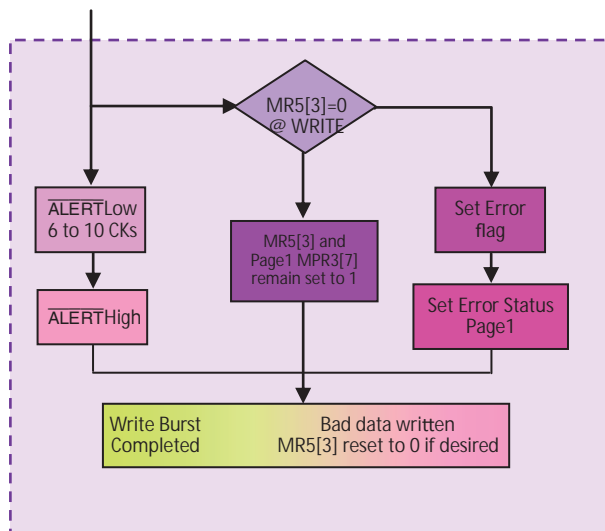 MR5[3]=0
@ WRITE
ALERT Low
6 to 10 CKs
MR5[3] and
Page1 MPR3[7]
remain set to 1
Set Error
flag
ALERT High
Set Error Status
Page1
Write Burst
Completed
Bad data written
MR5[3] reset to 0 if desired